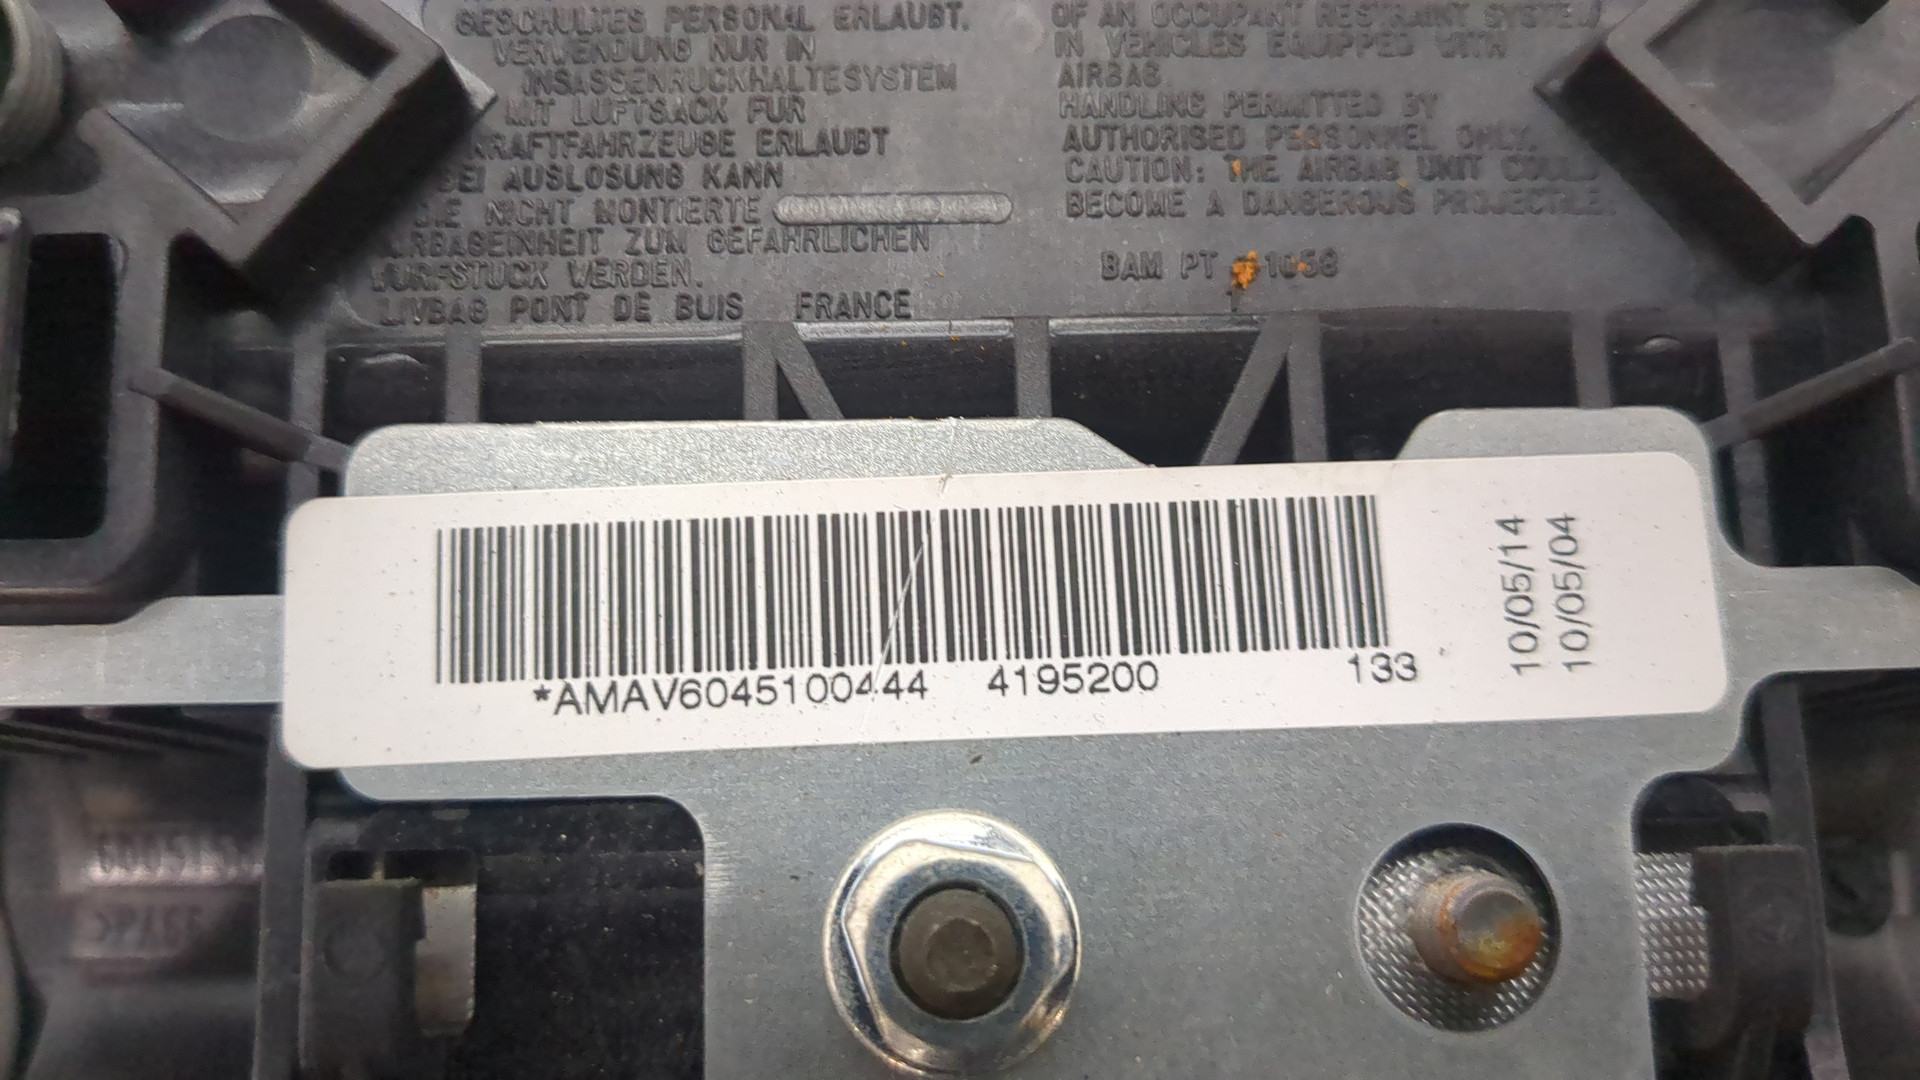 GESCHULTES PERSONAL ERLAUBT.
VERWENDUNG NUR IN
INSASSENRUCKHALTESYSTEM
MIT LUFTSACK FUR
KRAFTFAHRZEUGE ERLAUBT
BEI AUSLOSUNG KANN
DIE NICHT MONTIERTE
AIRBAGEINHEIT ZUM GEFAHRLICHEN
WURFSTUCK WERDEN.
LIVBAG PONT DE BUIS FRANCE
OF AN OCCUPANT RESTRAINT SYSTEM
IN VEHICLES EQUIPPED WITH
AIRBAG
HANDLING PERMITTED BY
AUTHORISED PERSONNEL ONLY.
CAUTION: THE AIRBAG UNIT COULD
BECOME A DANGEROUS PROJECTILE.
BAM PT
*AMAV6045100444 4195200 133
10/05/14
10/05/04